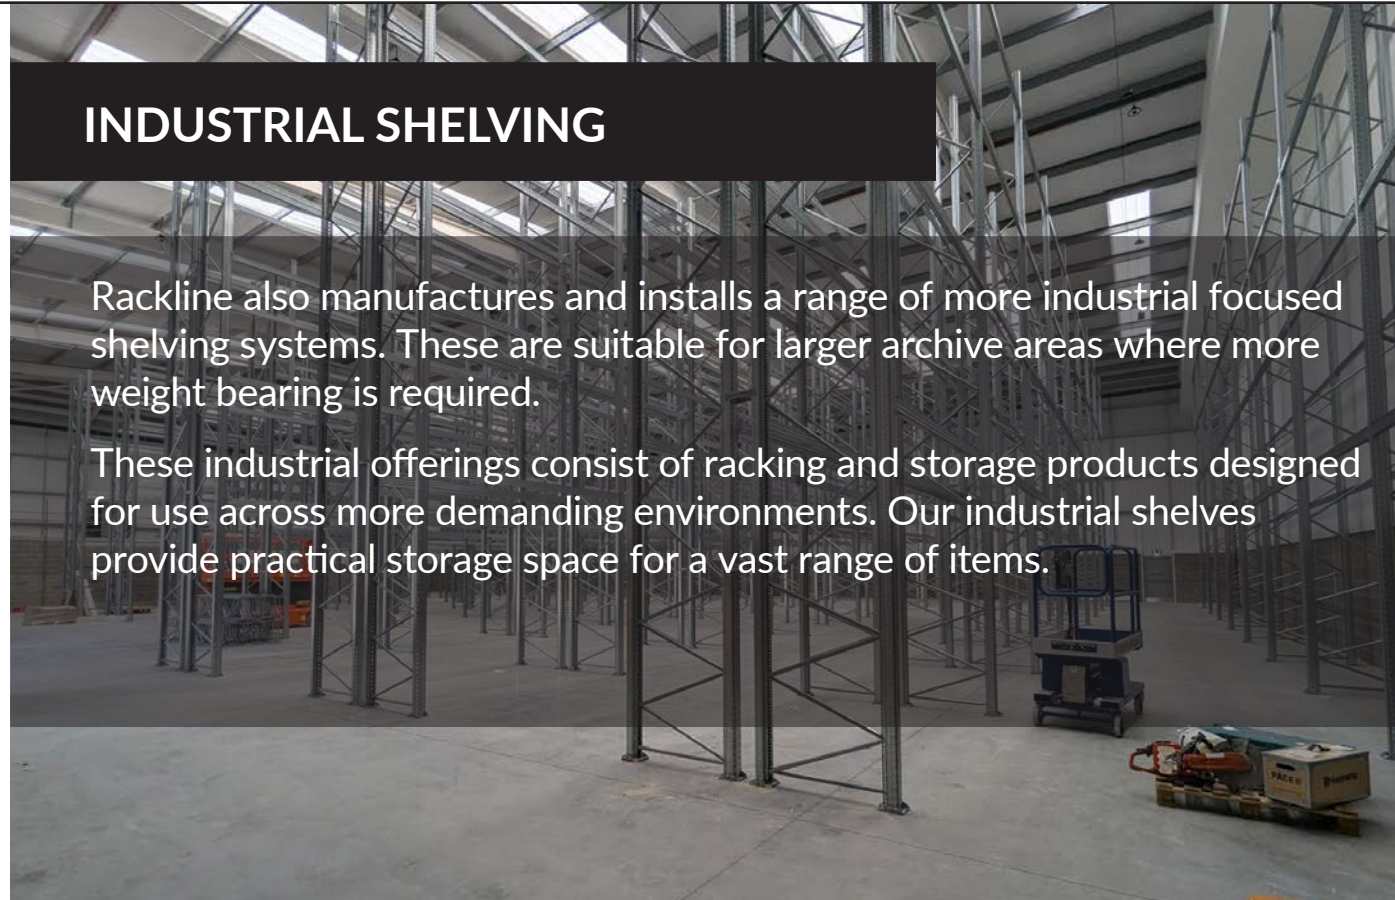 INDUSTRIAL SHELVING
Rackline also manufactures and installs a range of more industrial focused
shelving systems. These are suitable for larger archive areas where more
weight bearing is required.
These industrial offerings consist of racking and storage products designed
for use across more demanding environments. Our industrial shelves
provide practical storage space for a vast range of items.
PACE